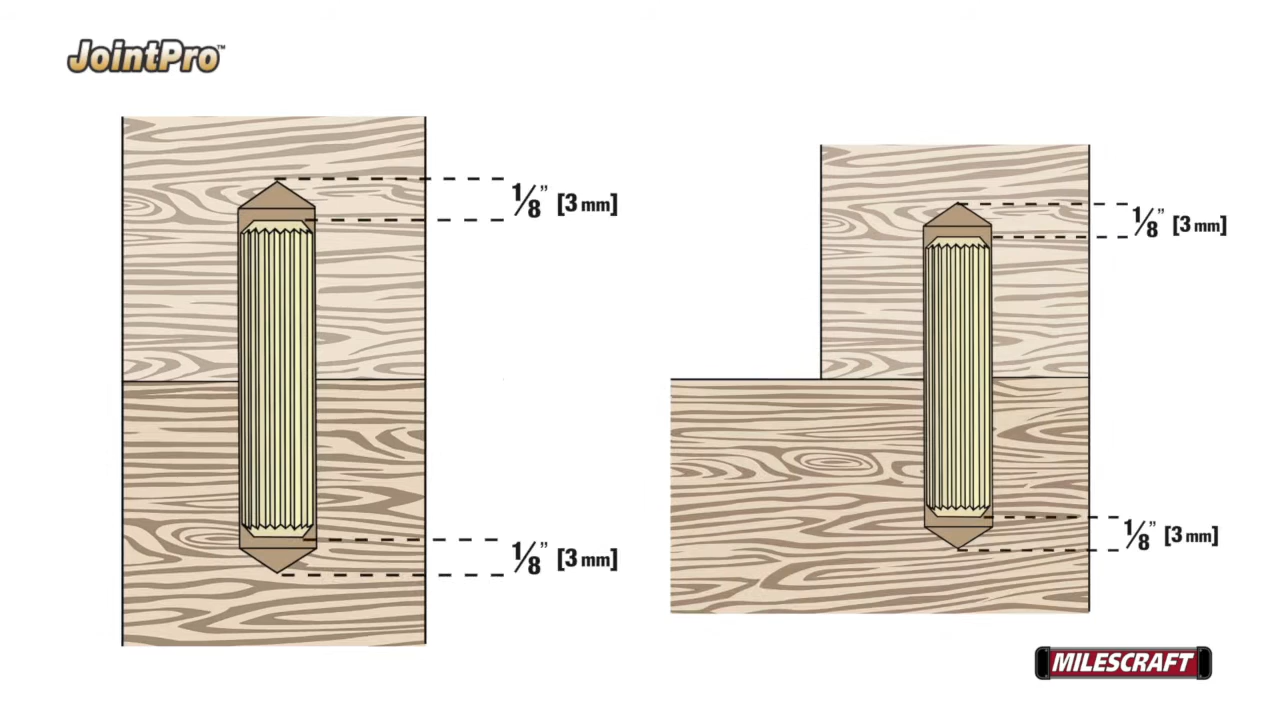 JointPro™
1/8” [3 mm]
1/8” [3 mm]
1/8” [3 mm]
1/8” [3 mm]
MILESCRAFT